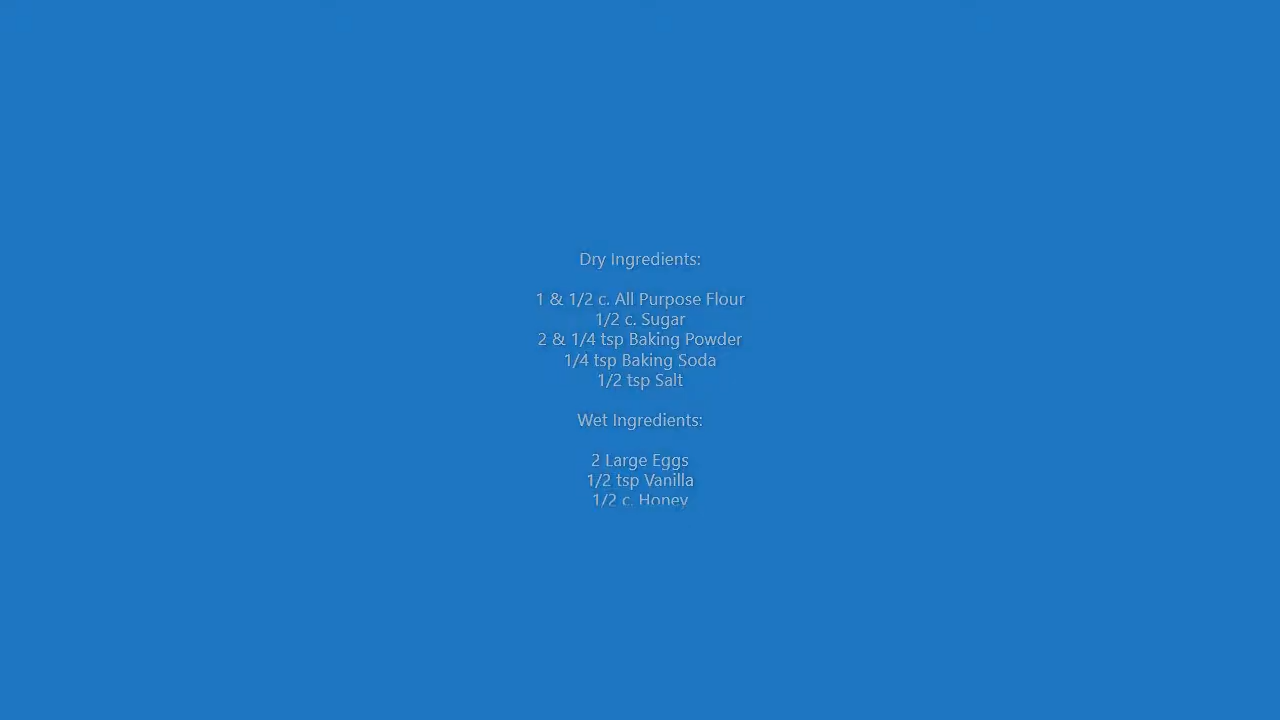 Dry Ingredients:
1 & 1/2 c. All Purpose Flour
1/2 c. Sugar
2 & 1/4 tsp Baking Powder
1/4 tsp Baking Soda
1/2 tsp Salt
Wet Ingredients:
2 Large Eggs
1/2 tsp Vanilla
1/2 c. Honey